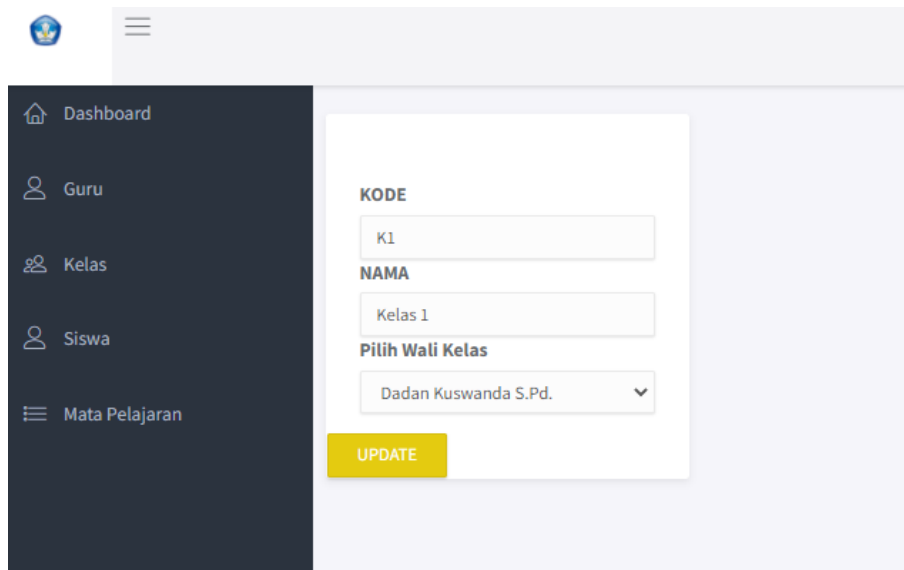 Dashboard
Guru
Kelas
Siswa
Mata Pelajaran
KODE
K1
NAMA
Kelas 1
Pilih Wali Kelas
Dadan Kuswanda S.Pd.
UPDATE